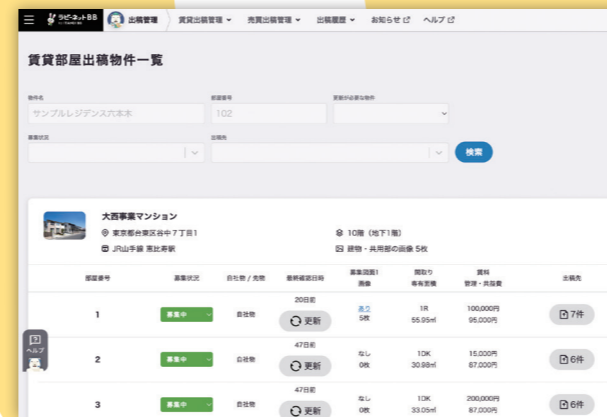 ラビーネットBB
出稿管理 賃貸出稿管理 売買出稿管理 出稿履歴 お知らせ ヘルプ
賃貸部屋出稿物件一覧
物件名 部屋番号 更新が必要な物件
サンプルレジデンス六本木 102
募集状況 出稿先
検索
大西事業マンション
東京都台東区谷中7丁目1 10階（地下1階）
JR山手線 恵比寿駅 建物・共用部の画像 5枚
部屋番号 募集状況 自社物 / 先物 最終確認日時 募集図面1 画像 間取り 専有面積 賃料 管理・共益費 出稿先
1 募集中 自社物 20日前 更新 あり 5枚 1R 55.95㎡ 100,000円 95,000円 7件
2 募集中 自社物 47日前 更新 なし 0枚 1DK 30.98㎡ 15,000円 87,000円 6件
3 募集中 自社物 47日前 更新 なし 0枚 1DK 33.05㎡ 200,000円 87,000円 6件
ヘルプ